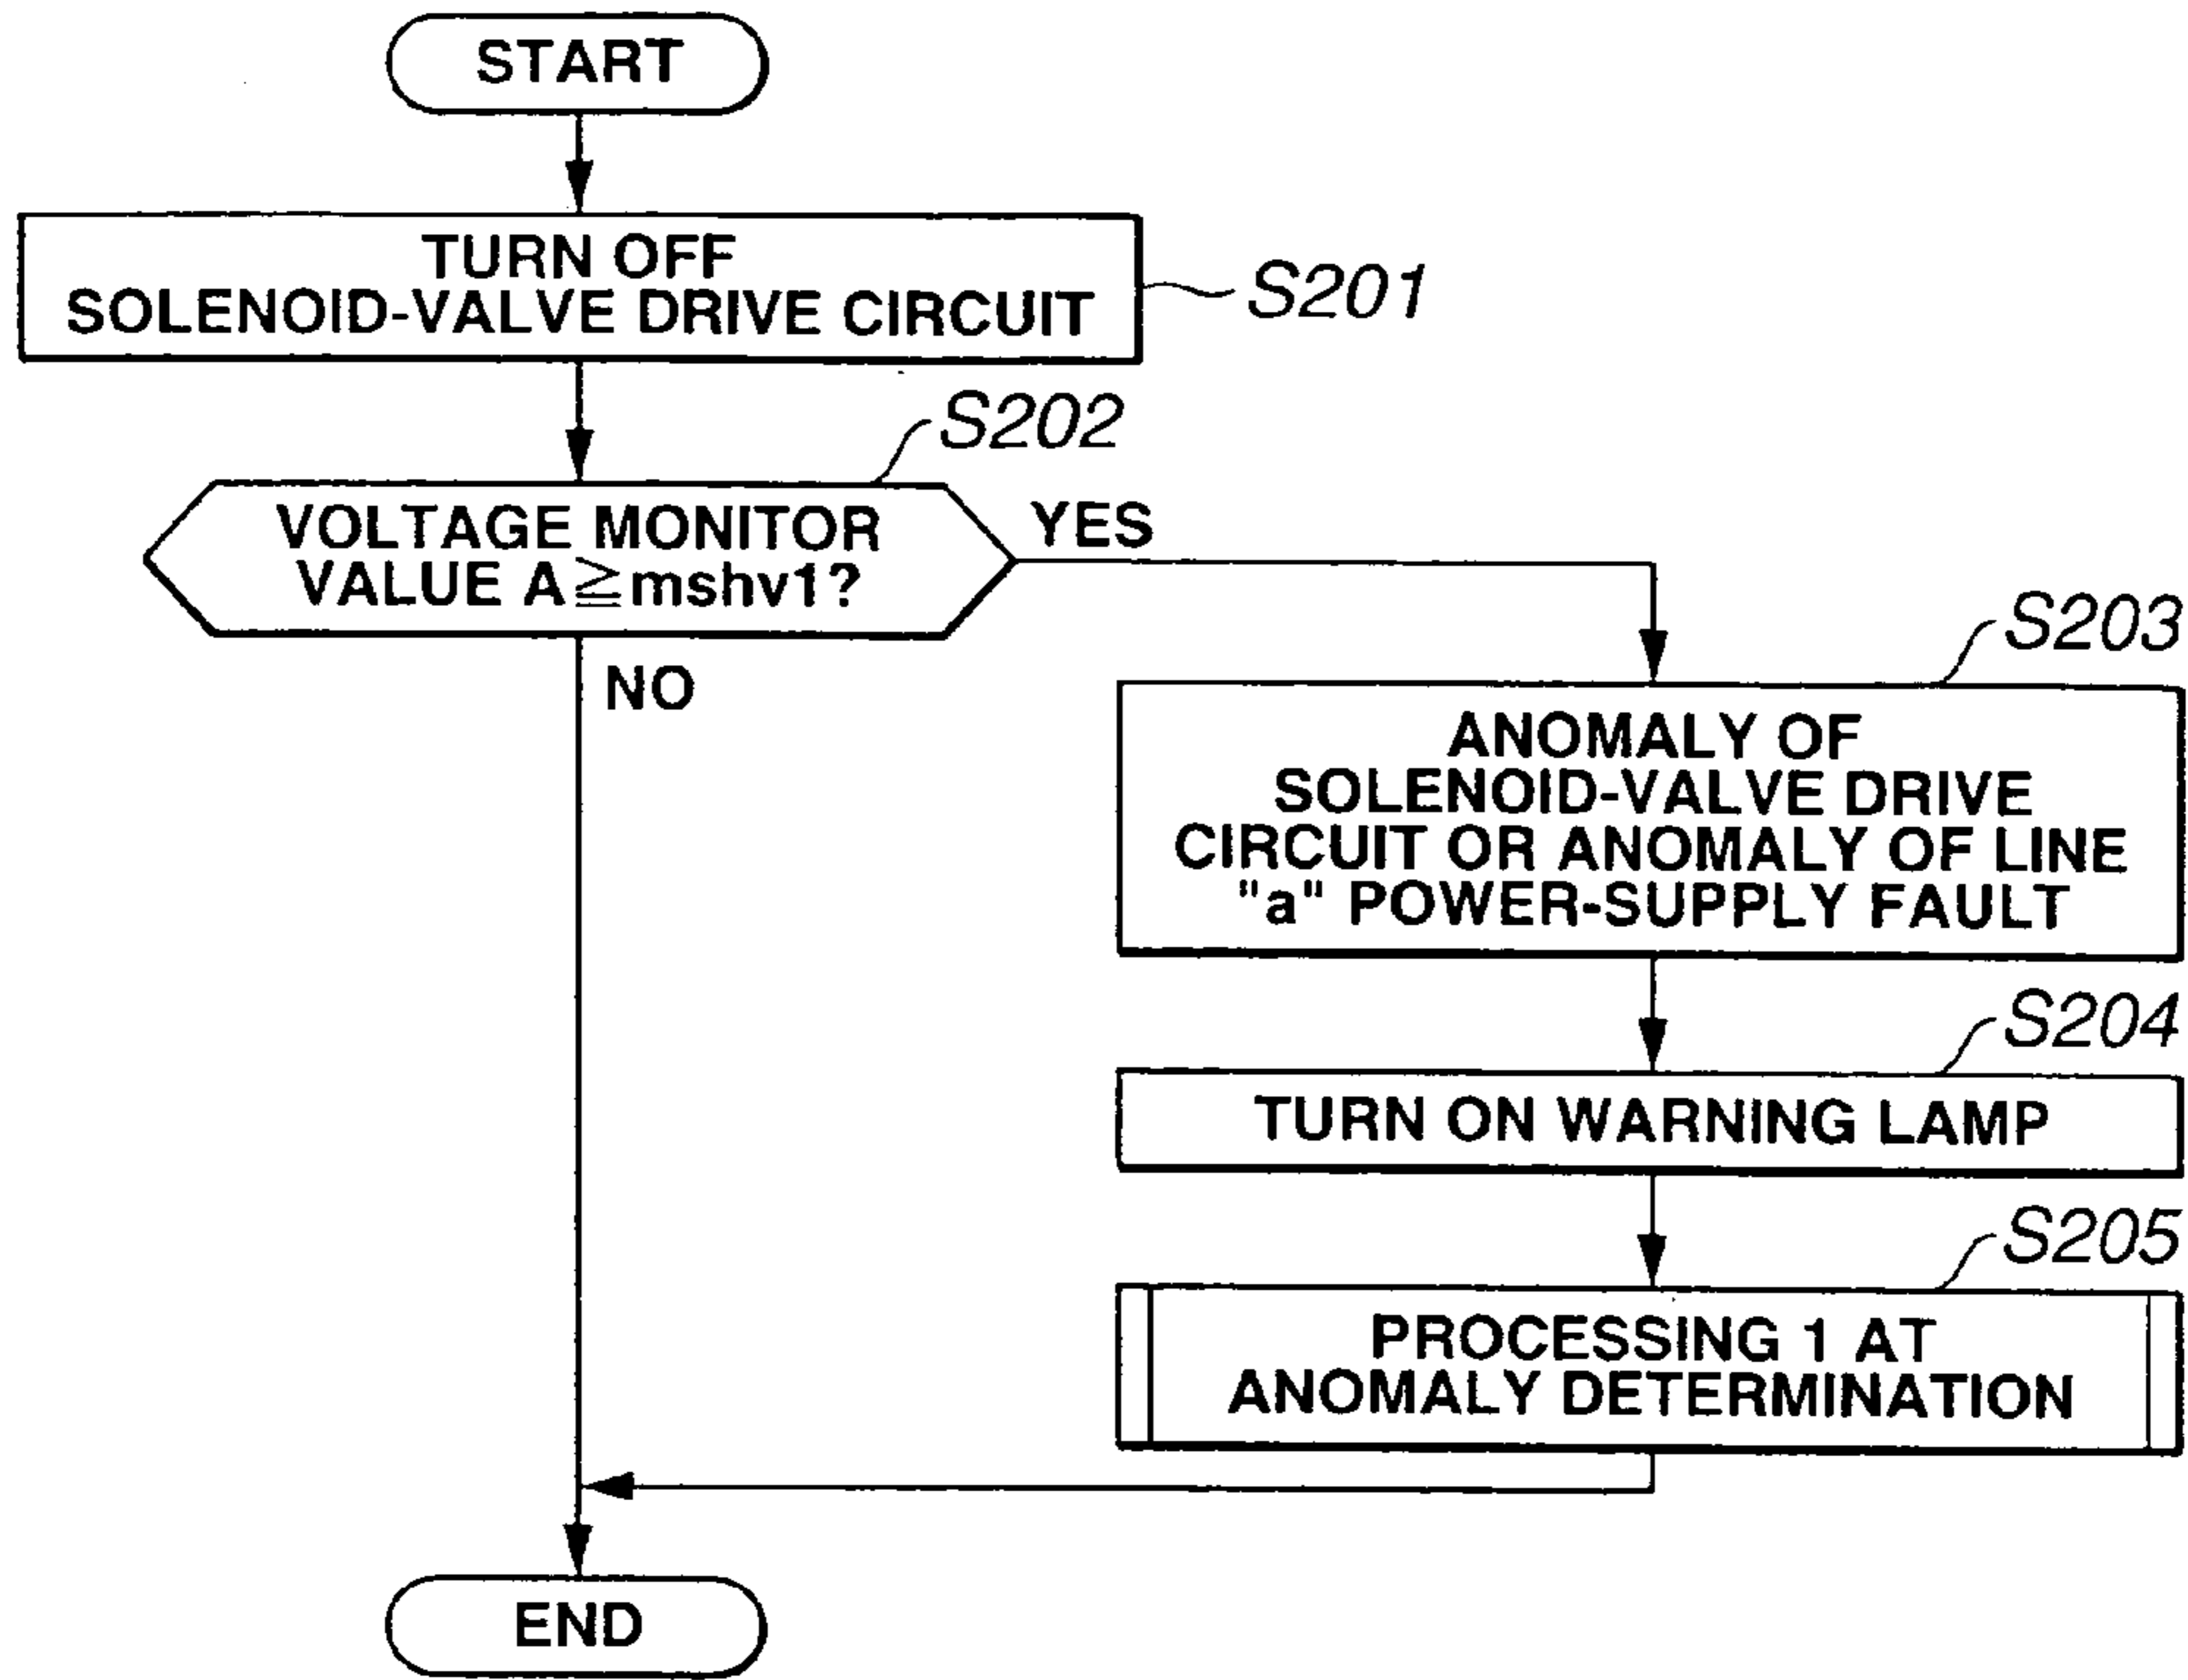 START
TURN OFF
SOLENOID-VALVE DRIVE CIRCUIT
S201
S202
VOLTAGE MONITOR
VALUE A≧mshv1?
YES
NO
S203
ANOMALY OF
SOLENOID-VALVE DRIVE
CIRCUIT OR ANOMALY OF LINE
"a" POWER-SUPPLY FAULT
S204
TURN ON WARNING LAMP
S205
PROCESSING 1 AT
ANOMALY DETERMINATION
END